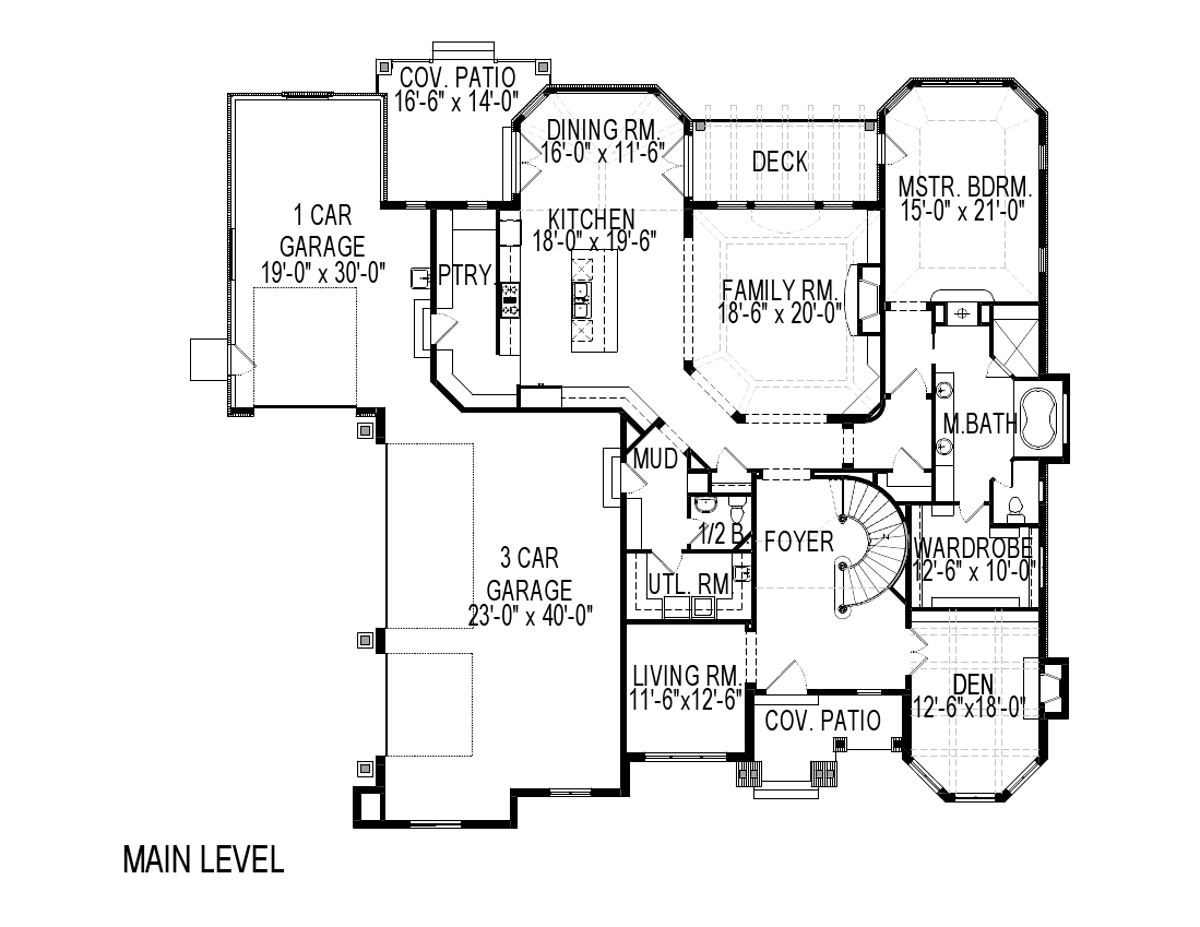 COV. PATIO
16'-6" x 14'-0"
DINING RM.
16'-0" x 11'-6"
DECK
MSTR. BDRM.
15'-0" x 21'-0"
1 CAR
GARAGE
19'-0" x 30'-0"
KITCHEN
18'-0" x 19'-6"
PTRY.
FAMILY RM.
18'-6" x 20'-0"
M.BATH
MUD
1/2 B.
FOYER
WARDROBE
12'-6" x 10'-0"
3 CAR
GARAGE
23'-0" x 40'-0"
UTL. RM
LIVING RM.
11'-6"x12'-6"
DEN
12'-6"x18'-0"
COV. PATIO
MAIN LEVEL